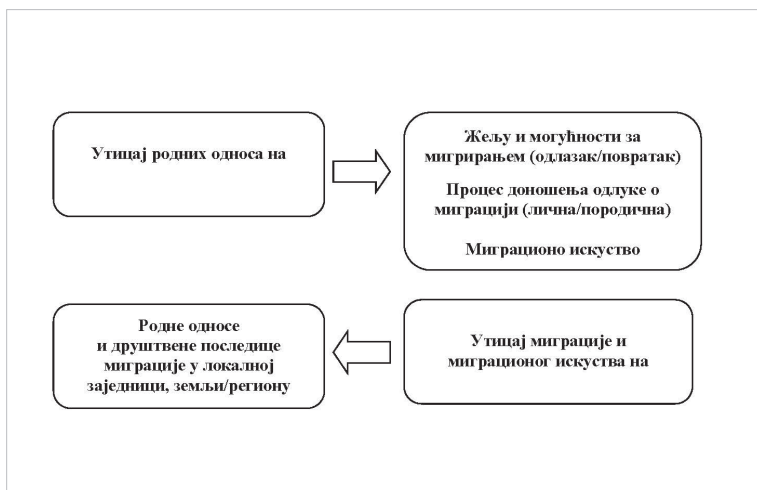 Утицај родних односа на
Жељу и могућности за
мигрирањем (одлазак/повратак)
Процес доношења одлуке о
миграцији (лична/породична)
Миграционо искуство
Родне односе
и друштвене последице
миграције у локалној
заједници, земљи/региону
Утицај миграције и
миграционог искуства на